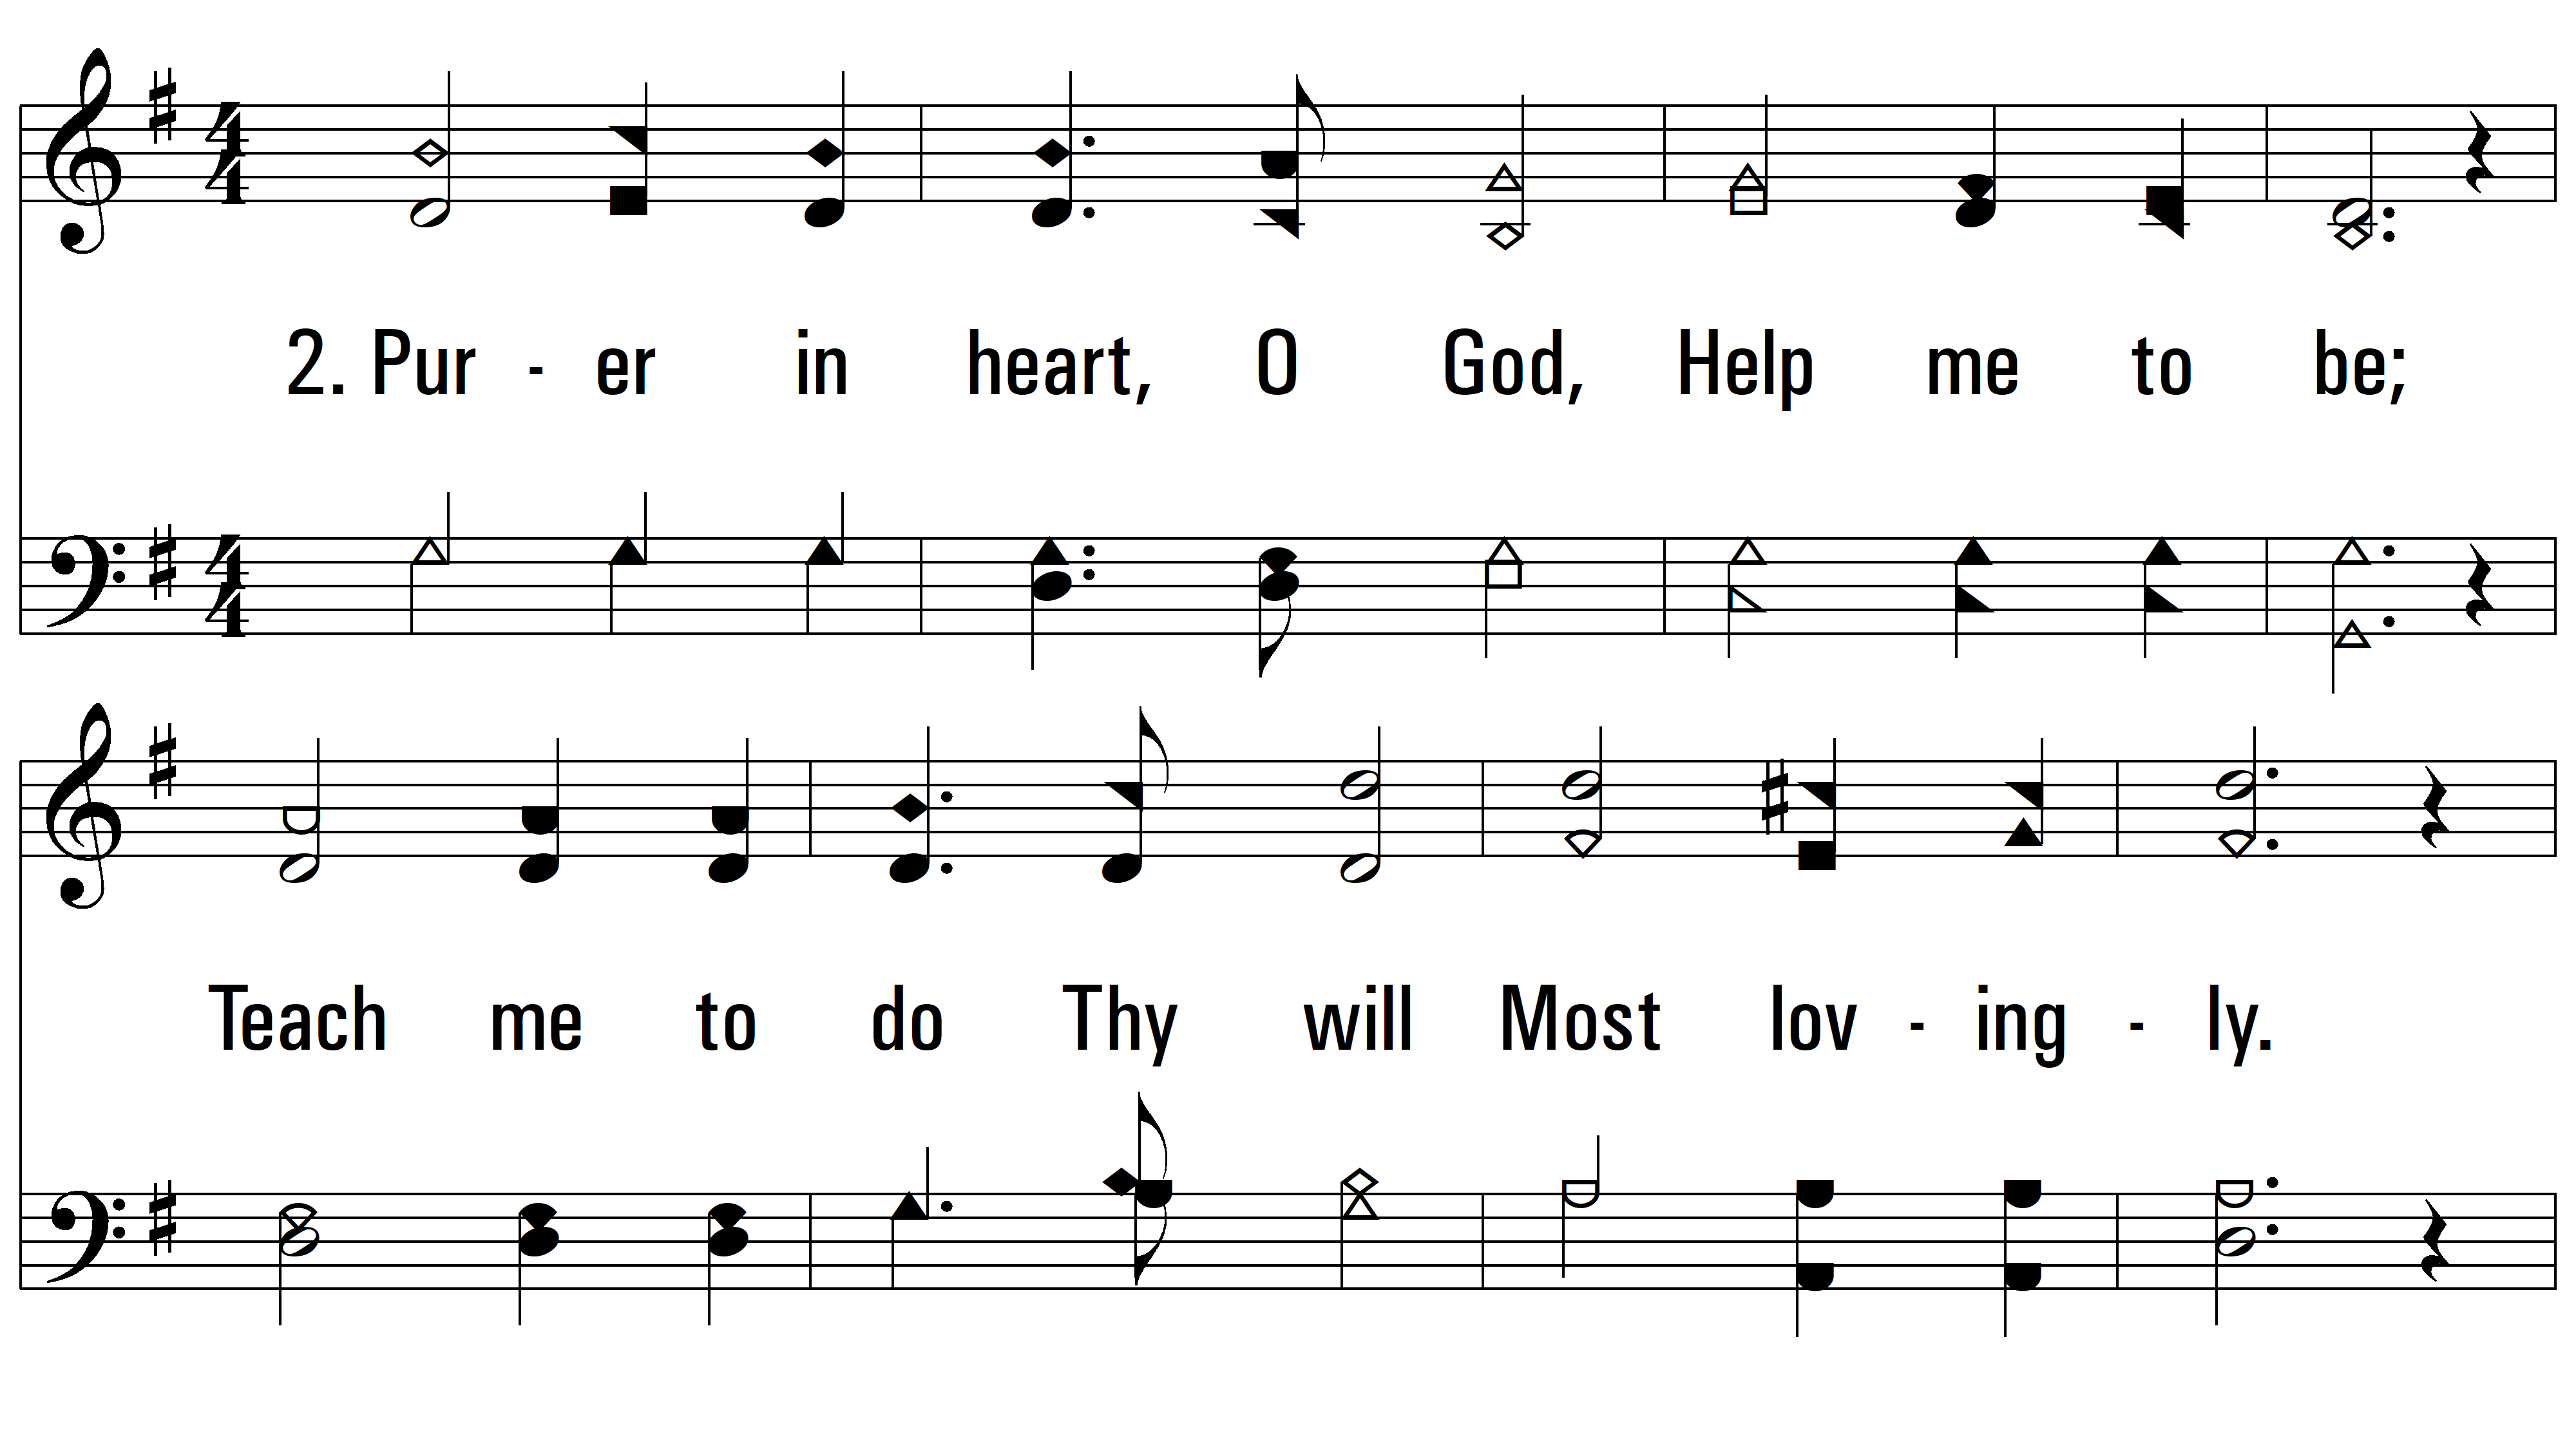 2. Pur - er in heart, O God, Help me to be;
Teach me to do Thy will Most lov - ing - ly.